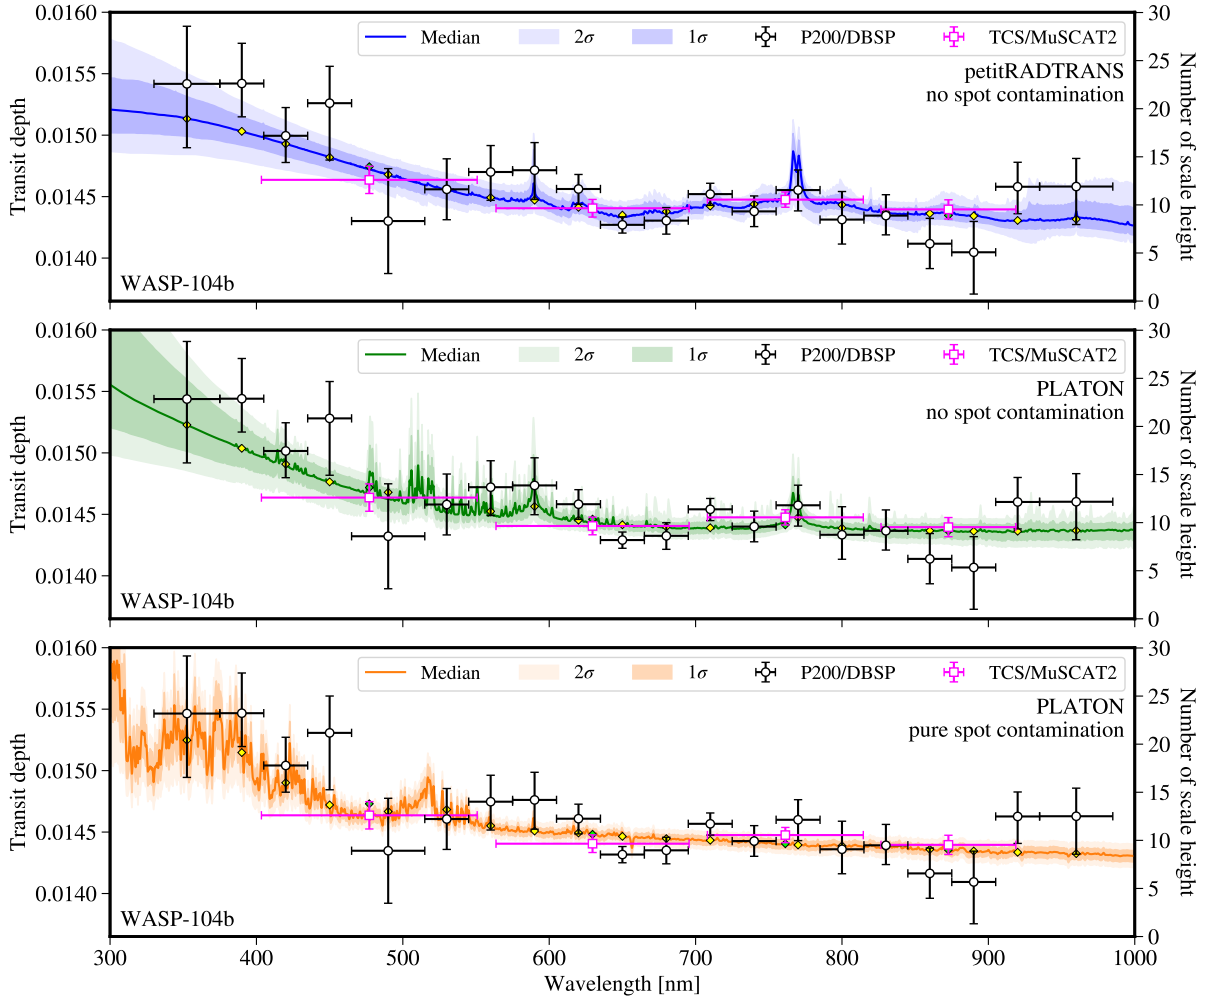 0.0160
0.0155
0.0150
0.0145
0.0140
Transit depth
Median 2σ 1σ P200/DBSP TCS/MuSCAT2
petitRADTRANS
no spot contamination
WASP-104b
30
25
20
15
10
5
0
Number of scale height
0.0160
0.0155
0.0150
0.0145
0.0140
Transit depth
Median 2σ 1σ P200/DBSP TCS/MuSCAT2
PLATON
no spot contamination
WASP-104b
30
25
20
15
10
5
0
Number of scale height
0.0160
0.0155
0.0150
0.0145
0.0140
Transit depth
Median 2σ 1σ P200/DBSP TCS/MuSCAT2
PLATON
pure spot contamination
WASP-104b
30
25
20
15
10
5
0
Number of scale height
300 400 500 600 700 800 900 1000
Wavelength [nm]